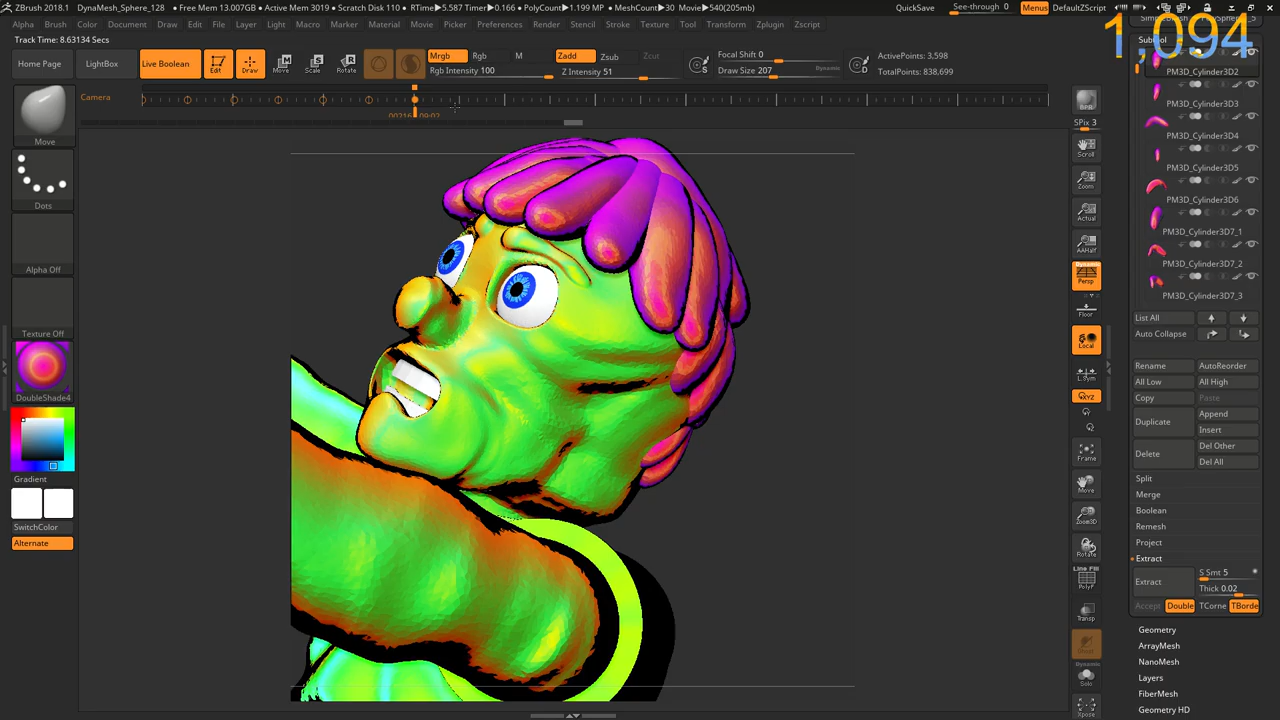 ZBrush 2018.1 DynaMesh_Sphere_128 ● Free Mem 13.007GB ● Active Mem 3019 ● Scratch Disk 110 ● RTime▶5.587 Timer▶0.166 ● PolyCount▶1.199 MP ● MeshCount▶30 Movie▶540(205mb) QuickSave See-through 0 Menus DefaultZScript
1,094
Alpha Brush Color Document Draw Edit File Layer Light Macro Marker Material Movie Picker Preferences Render Stencil Stroke Texture Tool Transform Zplugin Zscript
Track Time: 8.63134 Secs
Home Page LightBox Live Boolean Edit Draw Move Scale Rotate
Mrgb Rgb M Zadd Zsub Zcut
Rgb Intensity 100 Z Intensity 51
Focal Shift 0
Draw Size 207 Dynamic
S D
ActivePoints: 3,598
TotalPoints: 838,699
Camera
Move
Dots
Alpha Off
Texture Off
DoubleShade4
Gradient
SwitchColor
Alternate
BPR
SPix 3
Scroll
Zoom
Actual
AAHalf
Dynamic
Persp
Floor
Local
L.Sym
Frame
Move
Zoom3D
Rotate
Line Fill
PolyF
Transp
Dynamic
Solo
Xpose
PM3D_Cylinder3D2
PM3D_Cylinder3D3
PM3D_Cylinder3D4
PM3D_Cylinder3D5
PM3D_Cylinder3D6
PM3D_Cylinder3D7_1
PM3D_Cylinder3D7_2
PM3D_Cylinder3D7_3
List All
Auto Collapse
Rename AutoReorder
All Low All High
Copy Paste
Duplicate Append
Insert
Delete Del Other
Del All
Split
Merge
Boolean
Remesh
Project
Extract
Extract S Smt 5
Thick 0.02
Accept Double TCorne TBorde
Geometry
ArrayMesh
NanoMesh
Layers
FiberMesh
Geometry HD